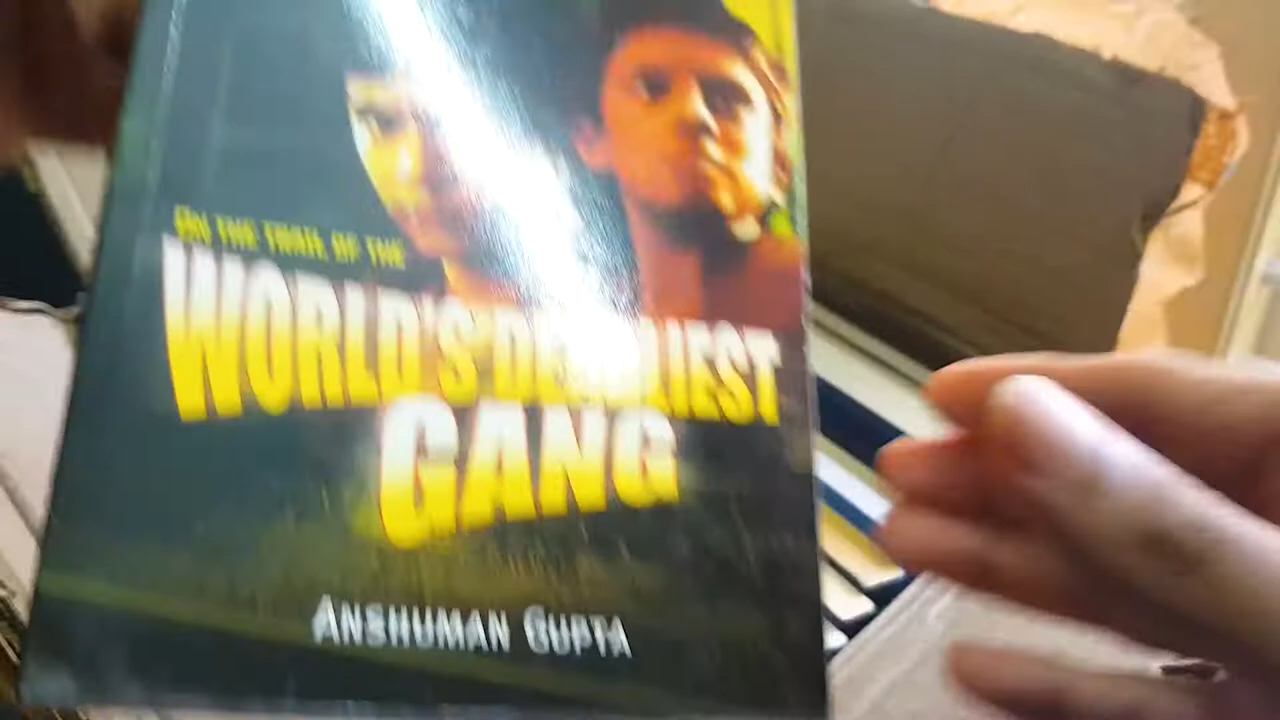 ON THE TRAIL OF THE
WORLD'S DEADLIEST
GANG
ANSHUMAN GUPTA